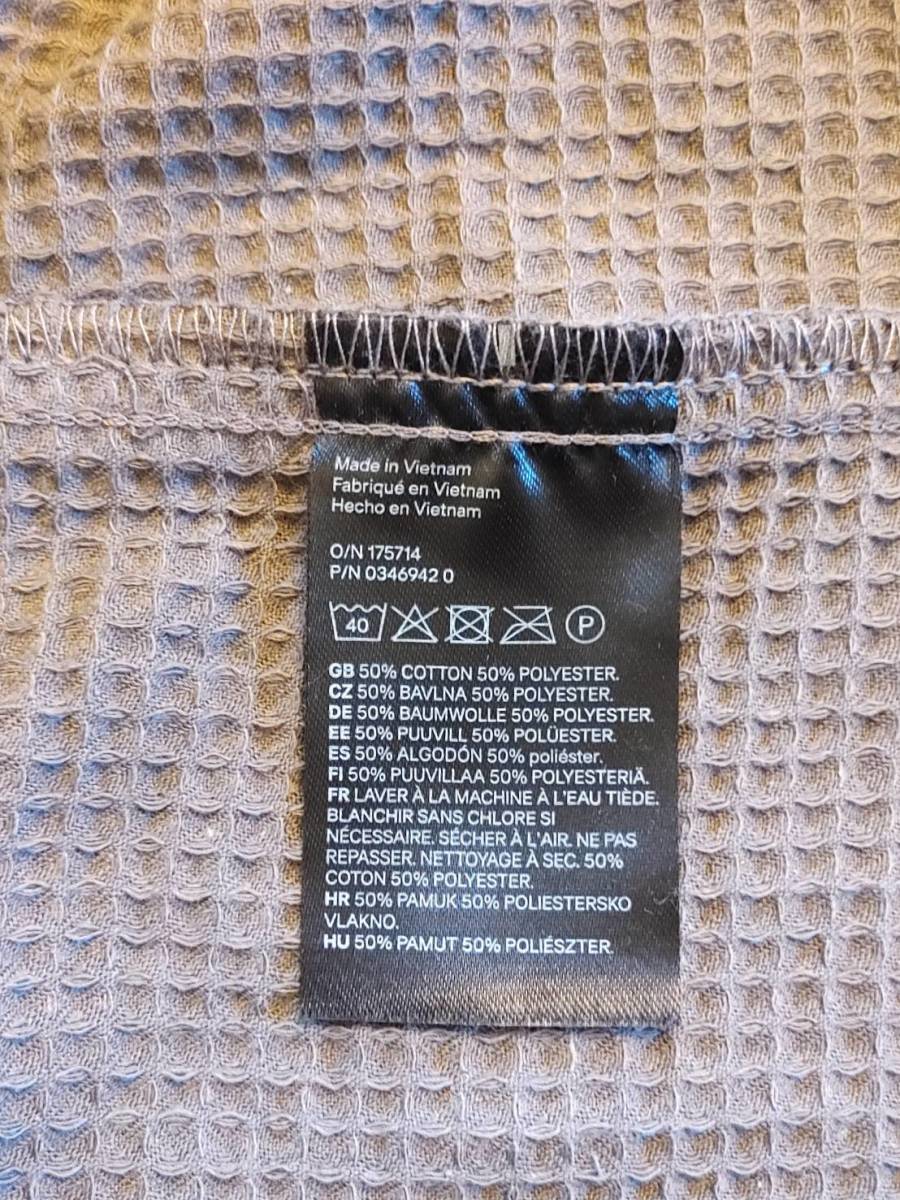 Made in Vietnam
Fabriqué en Vietnam
Hecho en Vietnam
O/N 175714
P/N 0346942 0
40 P
GB 50% COTTON 50% POLYESTER.
CZ 50% BAVLNA 50% POLYESTER.
DE 50% BAUMWOLLE 50% POLYESTER.
EE 50% PUUVILL 50% POLÜESTER.
ES 50% ALGODÓN 50% poliéster.
FI 50% PUUVILLAA 50% POLYESTERIÄ.
FR LAVER À LA MACHINE À L'EAU TIÈDE.
BLANCHIR SANS CHLORE SI
NÉCESSAIRE. SÉCHER À L'AIR. NE PAS
REPASSER. NETTOYAGE À SEC. 50%
COTON 50% POLYESTER.
HR 50% PAMUK 50% POLIESTERSKO
VLAKNO.
HU 50% PAMUT 50% POLIÉSZTER.